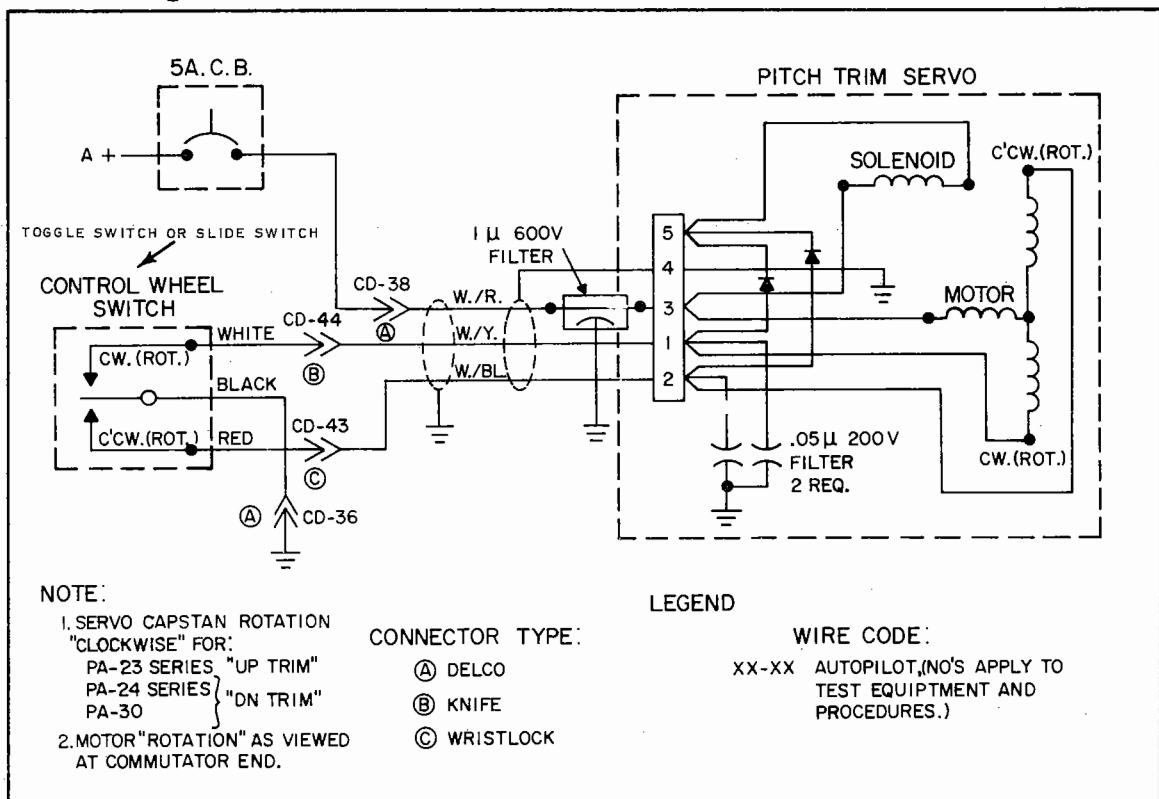 5A. C. B.
A +
TOGGLE SWITCH OR SLIDE SWITCH
CONTROL WHEEL
SWITCH
CW. (ROT.)
C'CW. (ROT.)
WHITE
BLACK
RED
CD-38
Ⓐ
CD-44
Ⓑ
CD-43
Ⓒ
Ⓐ CD-36
W./R.
W./Y.
W./BL.
1 µ 600V
FILTER
PITCH TRIM SERVO
5
4
3
1
2
SOLENOID
C'CW. (ROT.)
MOTOR
CW. (ROT.)
.05µ 200V
FILTER
2 REQ.
NOTE:
1. SERVO CAPSTAN ROTATION
"CLOCKWISE" FOR:
PA-23 SERIES "UP TRIM"
PA-24 SERIES
PA-30
"DN TRIM"
2. MOTOR "ROTATION" AS VIEWED
AT COMMUTATOR END.
CONNECTOR TYPE:
Ⓐ DELCO
Ⓑ KNIFE
Ⓒ WRISTLOCK
LEGEND
WIRE CODE:
XX-XX AUTOPILOT,(NO'S APPLY TO
TEST EQUIPTMENT AND
PROCEDURES.)